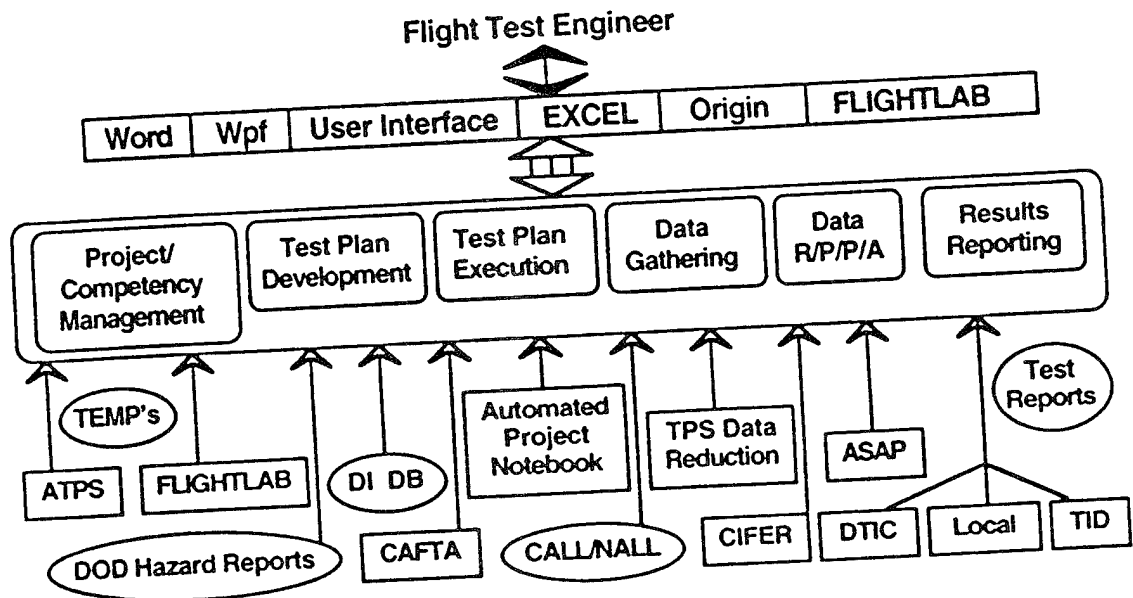 Flight Test Engineer
Word Wpf User Interface EXCEL Origin FLIGHTLAB
Project/
Competency
Management
Test Plan
Development
Test Plan
Execution
Data
Gathering
Data
R/P/P/A
Results
Reporting
TEMP's
ATPS
FLIGHTLAB
DOD Hazard Reports
DI DB
CAFTA
Automated
Project
Notebook
CALL/NALL
TPS Data
Reduction
CIFER
ASAP
Test
Reports
DTIC
Local
TID